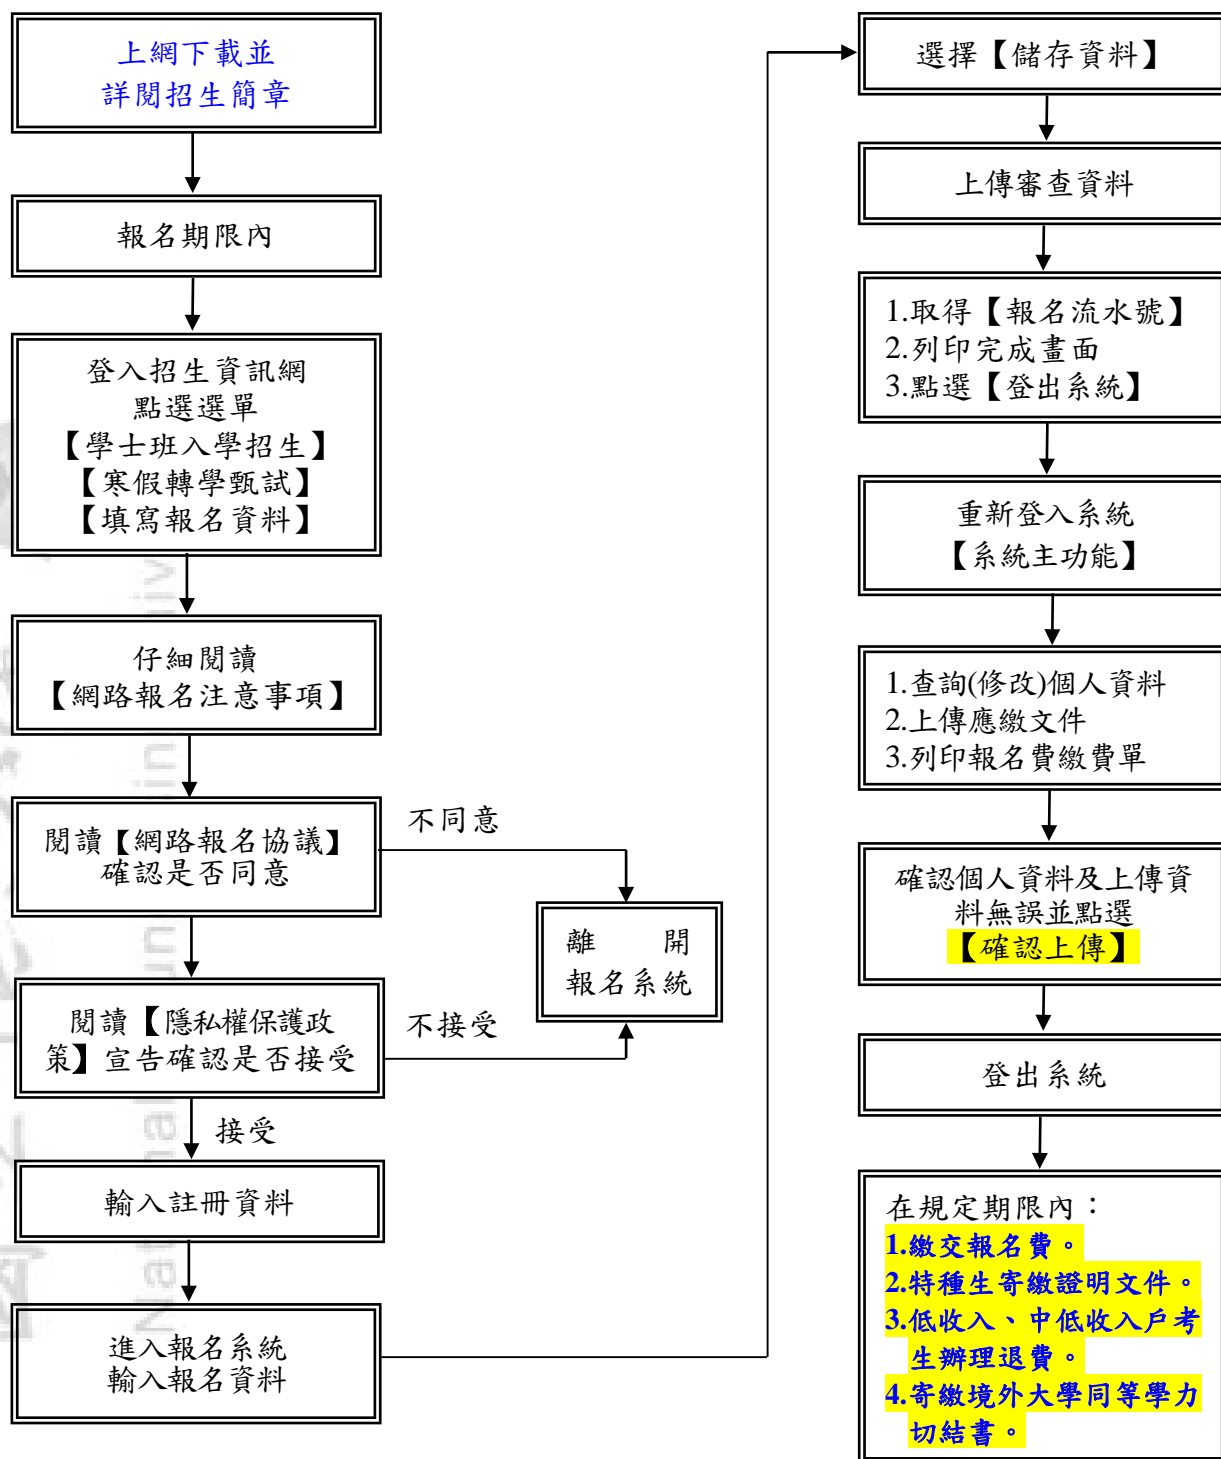 上網下載並
詳閱招生簡章
報名期限內
登入招生資訊網
點選選單
【學士班入學招生】
【寒假轉學甄試】
【填寫報名資料】
仔細閱讀
【網路報名注意事項】
閱讀【網路報名協議】
確認是否同意
不同意
離　　開
報名系統
閱讀【隱私權保護政
策】宣告確認是否接受
不接受
接受
輸入註冊資料
進入報名系統
輸入報名資料
選擇【儲存資料】
上傳審查資料
1.取得【報名流水號】
2.列印完成畫面
3.點選【登出系統】
重新登入系統
【系統主功能】
1.查詢(修改)個人資料
2.上傳應繳文件
3.列印報名費繳費單
確認個人資料及上傳資
料無誤並點選
【確認上傳】
登出系統
在規定期限內：
1.繳交報名費。
2.特種生寄繳證明文件。
3.低收入、中低收入戶考
生辦理退費。
4.寄繳境外大學同等學力
切結書。